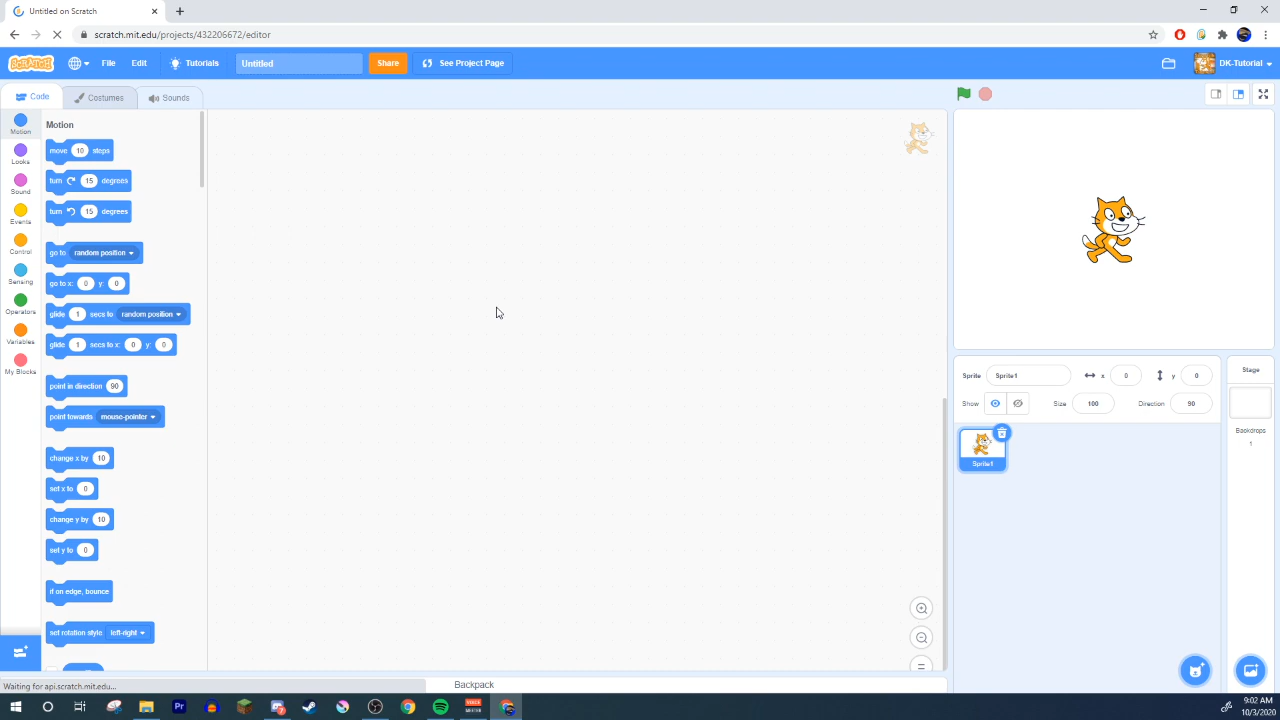 Untitled on Scratch
scratch.mit.edu/projects/432206672/editor
SCRATCH File Edit Tutorials Untitled Share See Project Page DK-Tutorial
Code Costumes Sounds
Motion
Looks
Sound
Events
Control
Sensing
Operators
Variables
My Blocks
Motion
move 10 steps
turn 15 degrees
turn 15 degrees
go to random position
go to x: 0 y: 0
glide 1 secs to random position
glide 1 secs to x: 0 y: 0
point in direction 90
point towards mouse-pointer
change x by 10
set x to 0
change y by 10
set y to 0
if on edge, bounce
set rotation style left-right
Sprite Sprite1 x 0 y 0
Show Size 100 Direction 90
Sprite1
Stage
Backdrops
1
Waiting for api.scratch.mit.edu...
Backpack
9:02 AM
10/3/2020